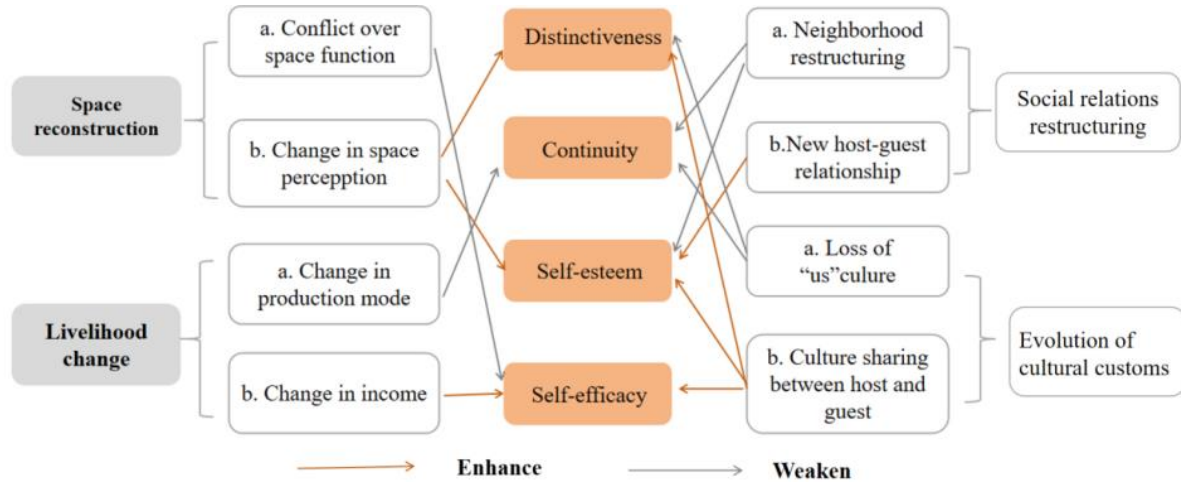 Space
reconstruction
a. Conflict over
space function
b. Change in space
percepption
Livelihood
change
a. Change in
production mode
b. Change in income
Distinctiveness
Continuity
Self-esteem
Self-efficacy
a. Neighborhood
restructuring
b.New host-guest
relationship
Social relations
restructuring
a. Loss of
“us”culure
b. Culture sharing
between host and
guest
Evolution of
cultural customs
Enhance
Weaken